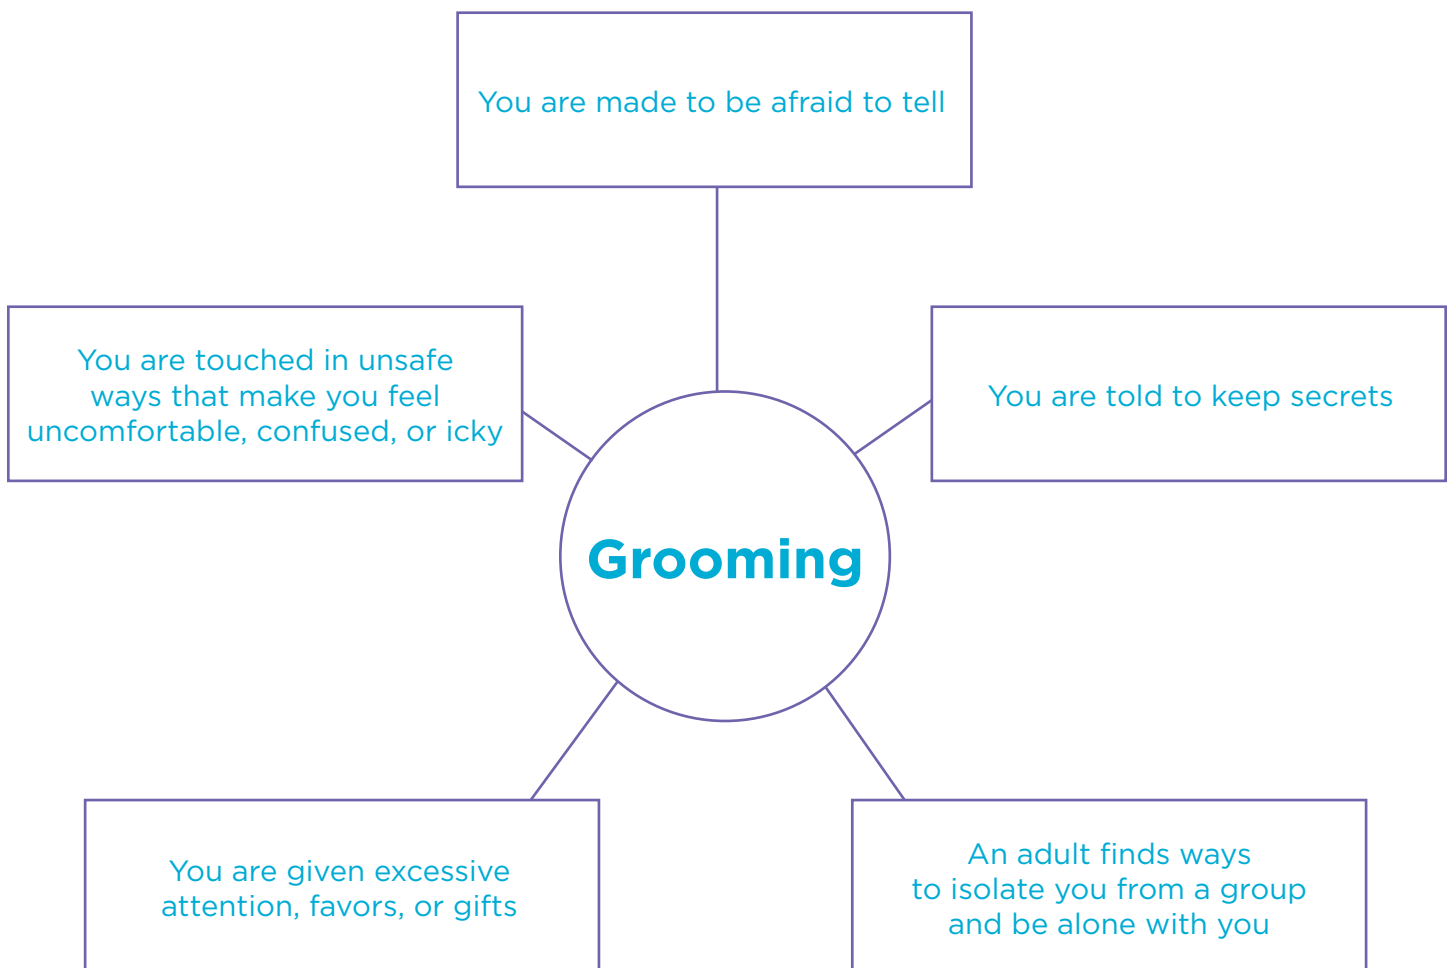 You are made to be afraid to tell
You are touched in unsafe
ways that make you feel
uncomfortable, confused, or icky
You are told to keep secrets
Grooming
You are given excessive
attention, favors, or gifts
An adult finds ways
to isolate you from a group
and be alone with you